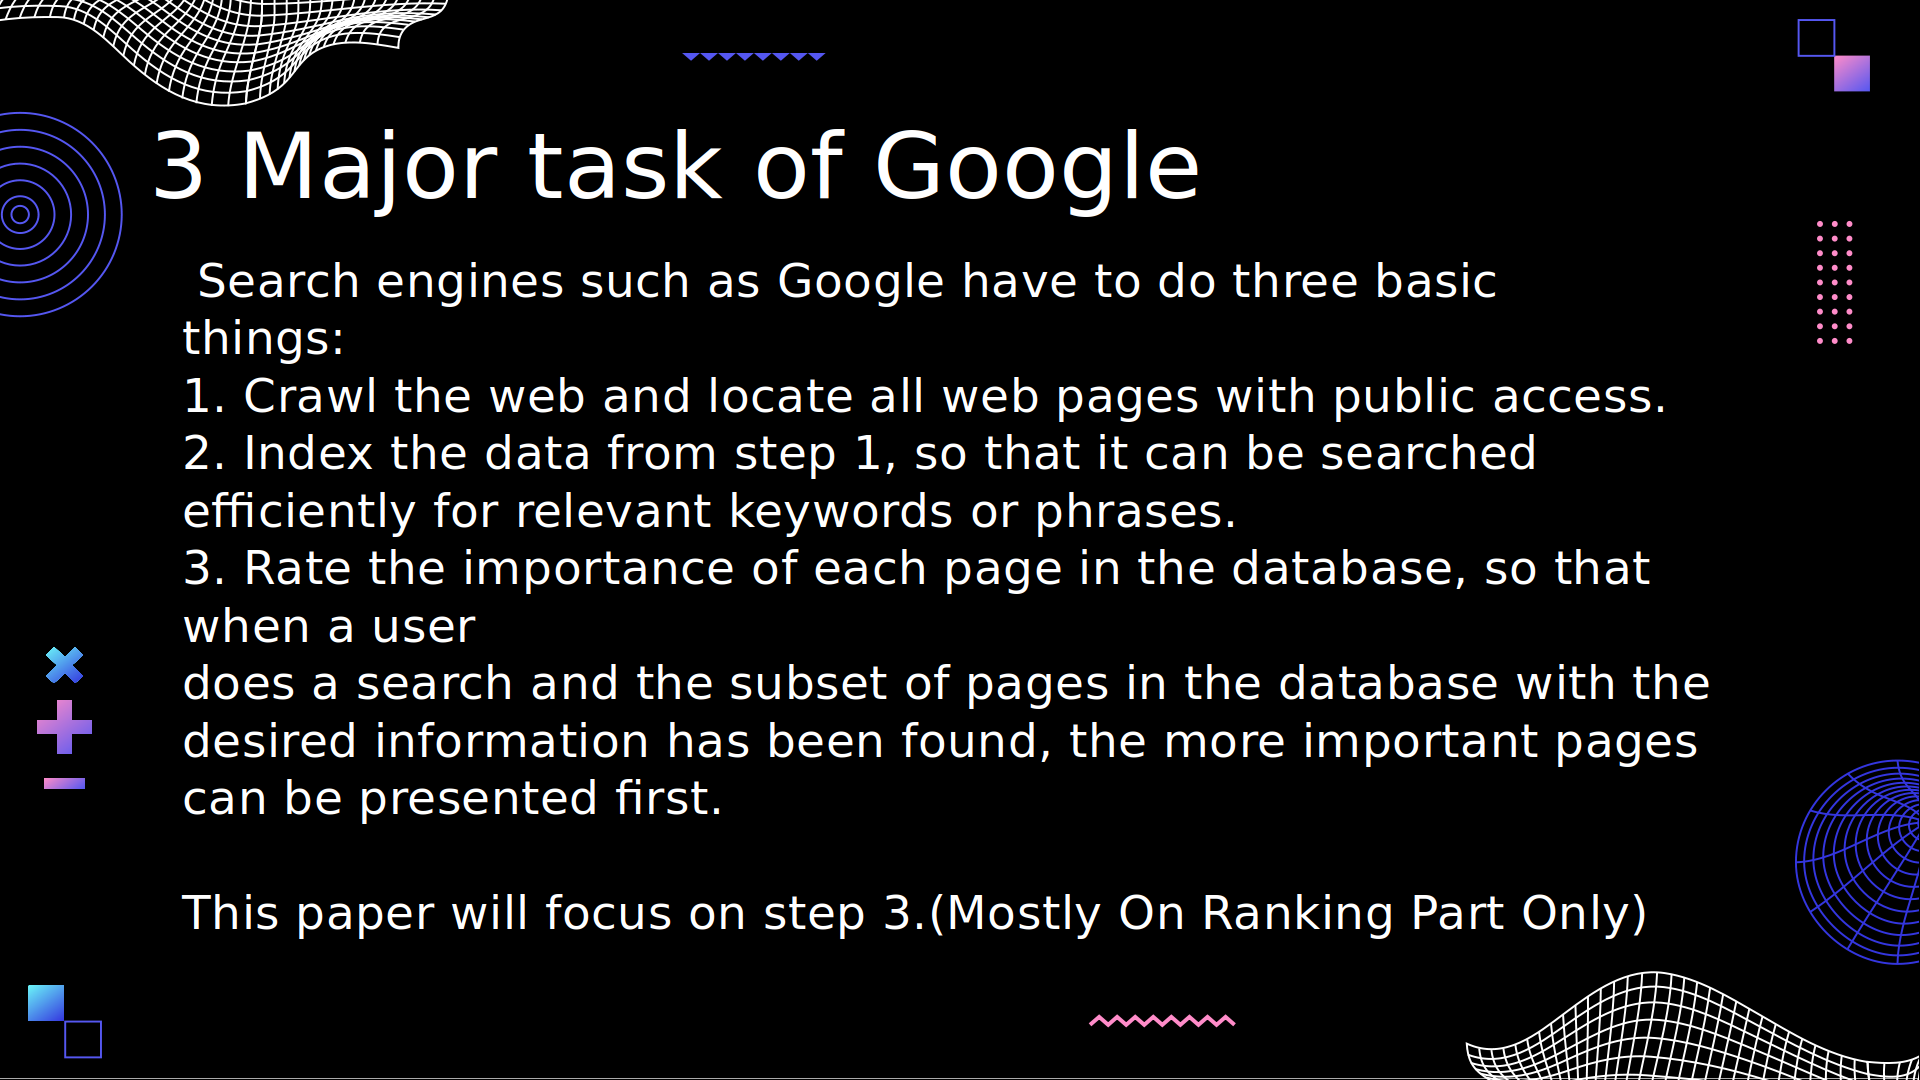 3 Major task of Google
Search engines such as Google have to do three basic
things:
1. Crawl the web and locate all web pages with public access.
2. Index the data from step 1, so that it can be searched
efficiently for relevant keywords or phrases.
3. Rate the importance of each page in the database, so that
when a user
does a search and the subset of pages in the database with the
desired information has been found, the more important pages
can be presented first.
This paper will focus on step 3.(Mostly On Ranking Part Only)